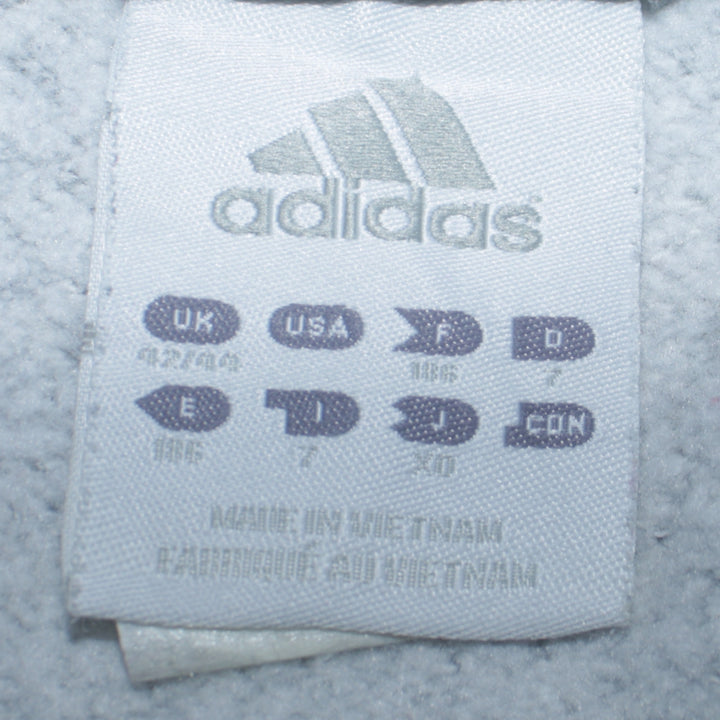 adidas
UK USA F D
42/44 186 7
E I J CON
186 7 XO
MADE IN VIETNAM
FABRIQUÉ AU VIETNAM